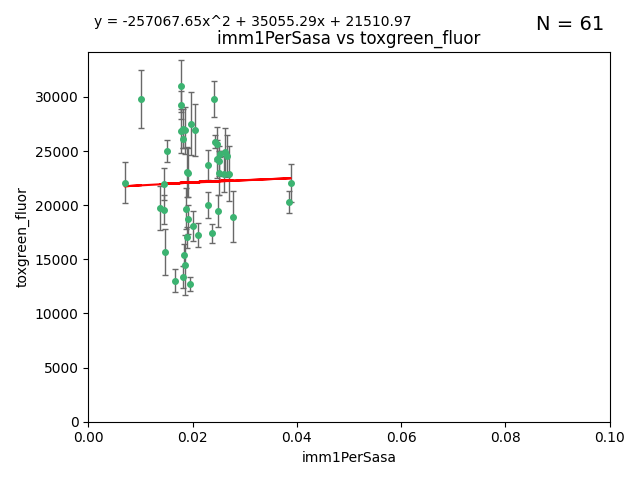 y = -257067.65x^2 + 35055.29x + 21510.97
N = 61
imm1PerSasa vs toxgreen_fluor
toxgreen_fluor
30000
25000
20000
15000
10000
5000
0
0.00 0.02 0.04 0.06 0.08 0.10
imm1PerSasa